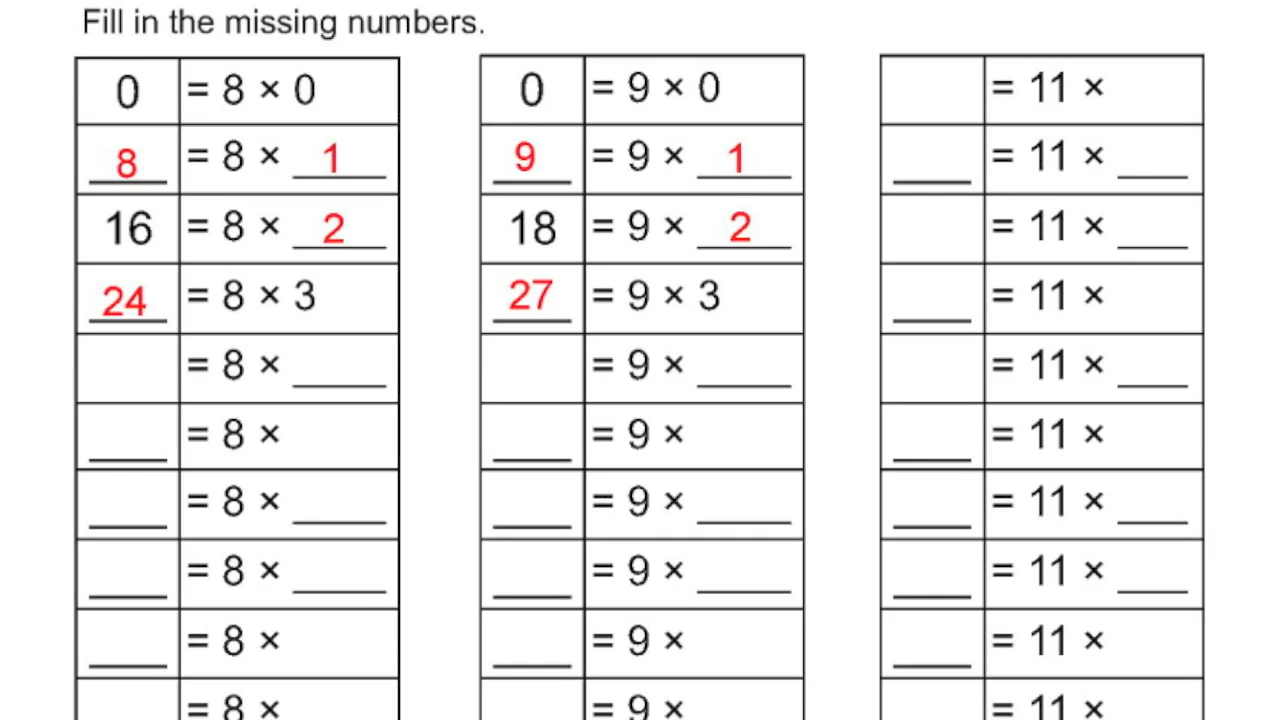 Fill in the missing numbers.
0 = 8 × 0
8 = 8 × 1
16 = 8 × 2
24 = 8 × 3
= 8 ×
= 8 ×
= 8 ×
= 8 ×
= 8 ×
= 8 ×
0 = 9 × 0
9 = 9 × 1
18 = 9 × 2
27 = 9 × 3
= 9 ×
= 9 ×
= 9 ×
= 9 ×
= 9 ×
= 9 ×
= 11 ×
= 11 ×
= 11 ×
= 11 ×
= 11 ×
= 11 ×
= 11 ×
= 11 ×
= 11 ×
= 11 ×